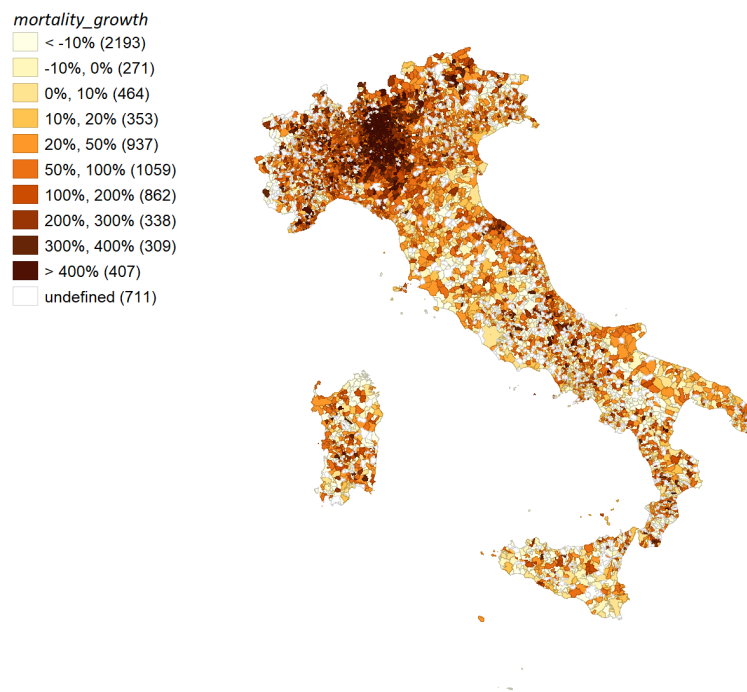 mortality_growth
< -10% (2193)
-10%, 0% (271)
0%, 10% (464)
10%, 20% (353)
20%, 50% (937)
50%, 100% (1059)
100%, 200% (862)
200%, 300% (338)
300%, 400% (309)
> 400% (407)
undefined (711)